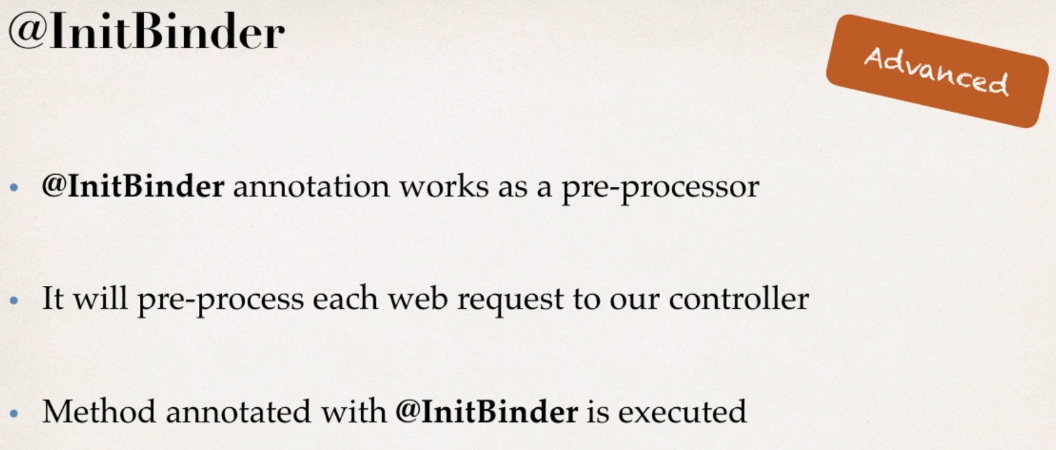 @InitBinder
Advanced
• @InitBinder annotation works as a pre-processor
• It will pre-process each web request to our controller
• Method annotated with @InitBinder is executed